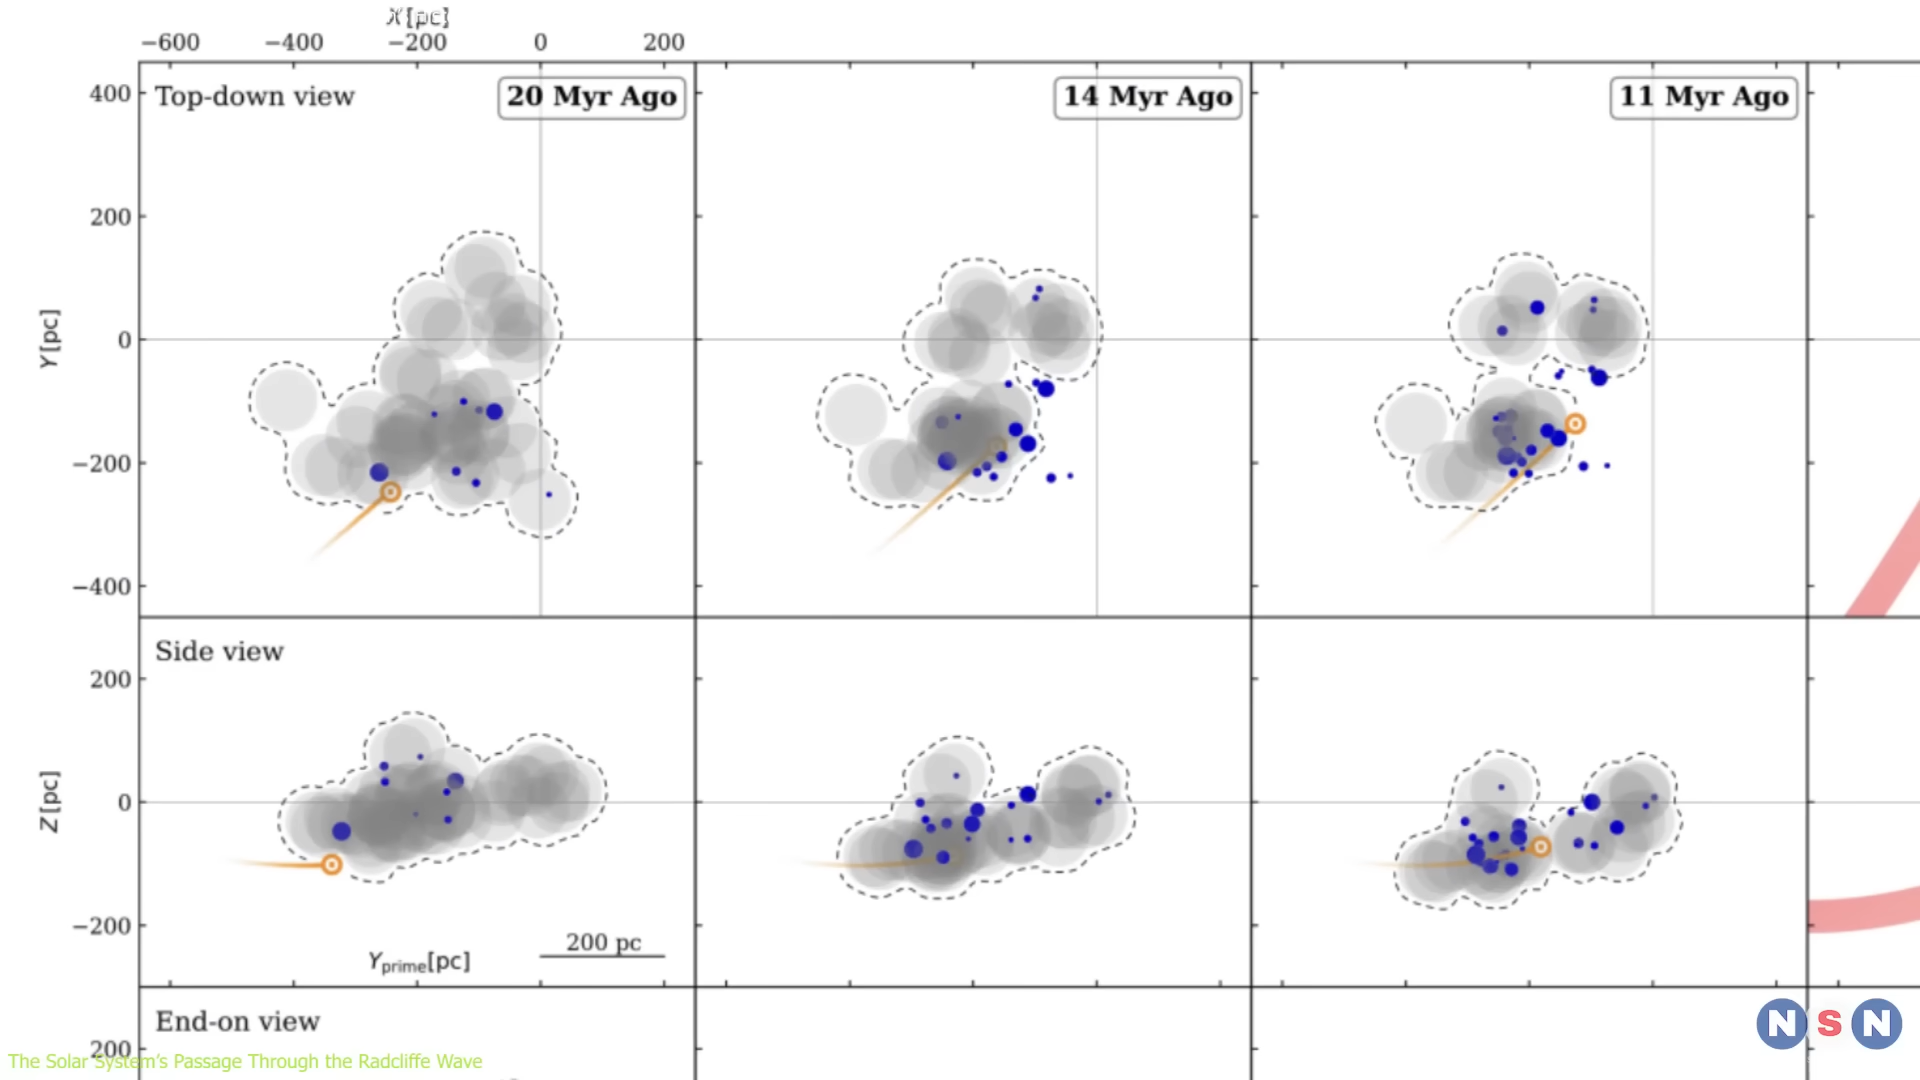 X [pc]
−600 −400 −200 0 200
Top-down view
20 Myr Ago
14 Myr Ago
11 Myr Ago
400
200
0
−200
−400
Y [pc]
Side view
200
0
−200
Z [pc]
200 pc
Yprime[pc]
End-on view
200
The Solar System's Passage Through the Radcliffe Wave
N S N